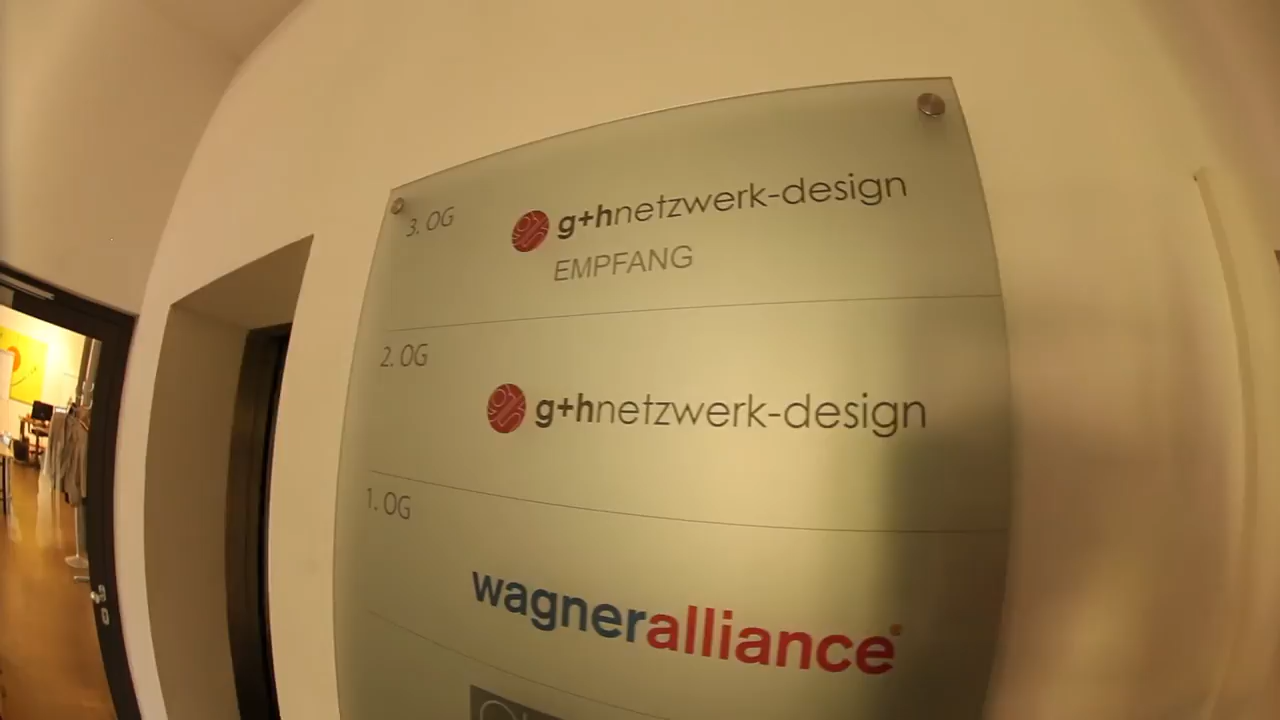 3. OG
g+hnetzwerk-design
EMPFANG
2. OG
g+hnetzwerk-design
1. OG
wagneralliance